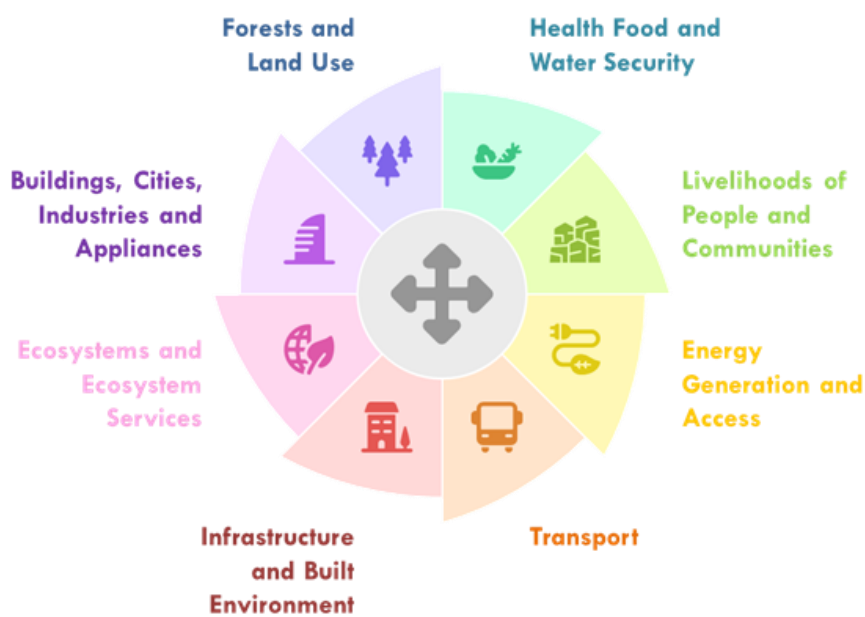 Forests and
Land Use
Health Food and
Water Security
Buildings, Cities,
Industries and
Appliances
Livelihoods of
People and
Communities
Ecosystems and
Ecosystem
Services
Energy
Generation and
Access
Infrastructure
and Built
Environment
Transport